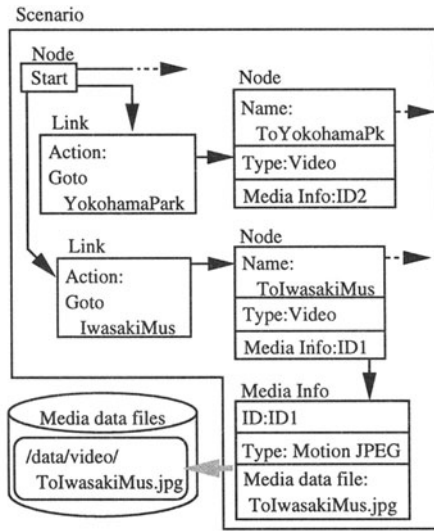 Scenario
Node
Start
Node
Name:
ToYokohamaPk
Type:Video
Media Info:ID2
Link
Action:
Goto
YokohamaPark
Link
Action:
Goto
IwasakiMus
Node
Name:
ToIwasakiMus
Type:Video
Media Info:ID1
Media Info
ID:ID1
Type: Motion JPEG
Media data file:
ToIwasakiMus.jpg
Media data files
/data/video/
ToIwasakiMus.jpg